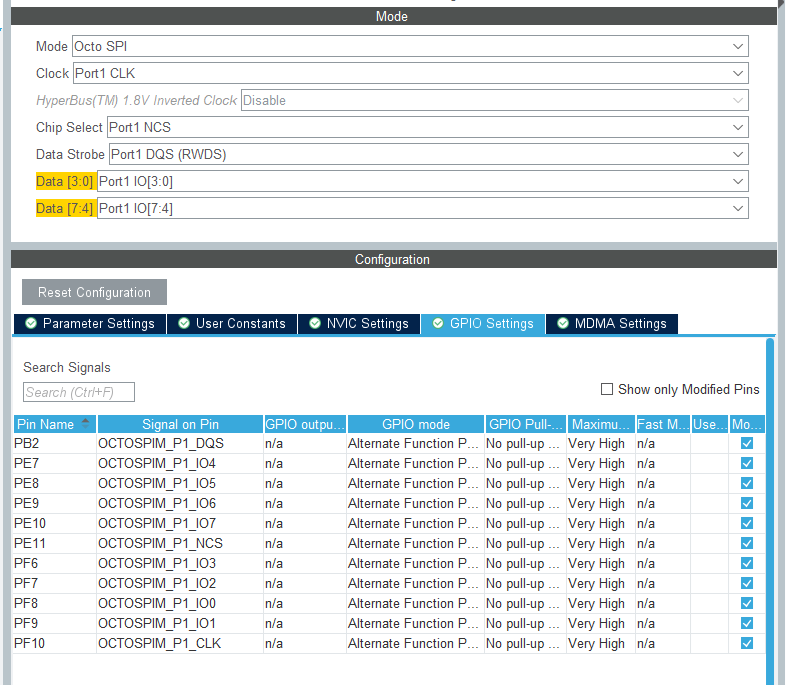 Mode
Mode Octo SPI
Clock Port1 CLK
HyperBus(TM) 1.8V Inverted Clock Disable
Chip Select Port1 NCS
Data Strobe Port1 DQS (RWDS)
Data [3:0] Port1 IO[3:0]
Data [7:4] Port1 IO[7:4]
Configuration
Reset Configuration
Parameter Settings User Constants NVIC Settings GPIO Settings MDMA Settings
Search Signals
Search (Ctrl+F)
Show only Modified Pins
Pin Name Signal on Pin GPIO outpu... GPIO mode GPIO Pull-... Maximu... Fast M... Use... Mo...
PB2 OCTOSPIM_P1_DQS n/a Alternate Function P... No pull-up ... Very High n/a
PE7 OCTOSPIM_P1_IO4 n/a Alternate Function P... No pull-up ... Very High n/a
PE8 OCTOSPIM_P1_IO5 n/a Alternate Function P... No pull-up ... Very High n/a
PE9 OCTOSPIM_P1_IO6 n/a Alternate Function P... No pull-up ... Very High n/a
PE10 OCTOSPIM_P1_IO7 n/a Alternate Function P... No pull-up ... Very High n/a
PE11 OCTOSPIM_P1_NCS n/a Alternate Function P... No pull-up ... Very High n/a
PF6 OCTOSPIM_P1_IO3 n/a Alternate Function P... No pull-up ... Very High n/a
PF7 OCTOSPIM_P1_IO2 n/a Alternate Function P... No pull-up ... Very High n/a
PF8 OCTOSPIM_P1_IO0 n/a Alternate Function P... No pull-up ... Very High n/a
PF9 OCTOSPIM_P1_IO1 n/a Alternate Function P... No pull-up ... Very High n/a
PF10 OCTOSPIM_P1_CLK n/a Alternate Function P... No pull-up ... Very High n/a